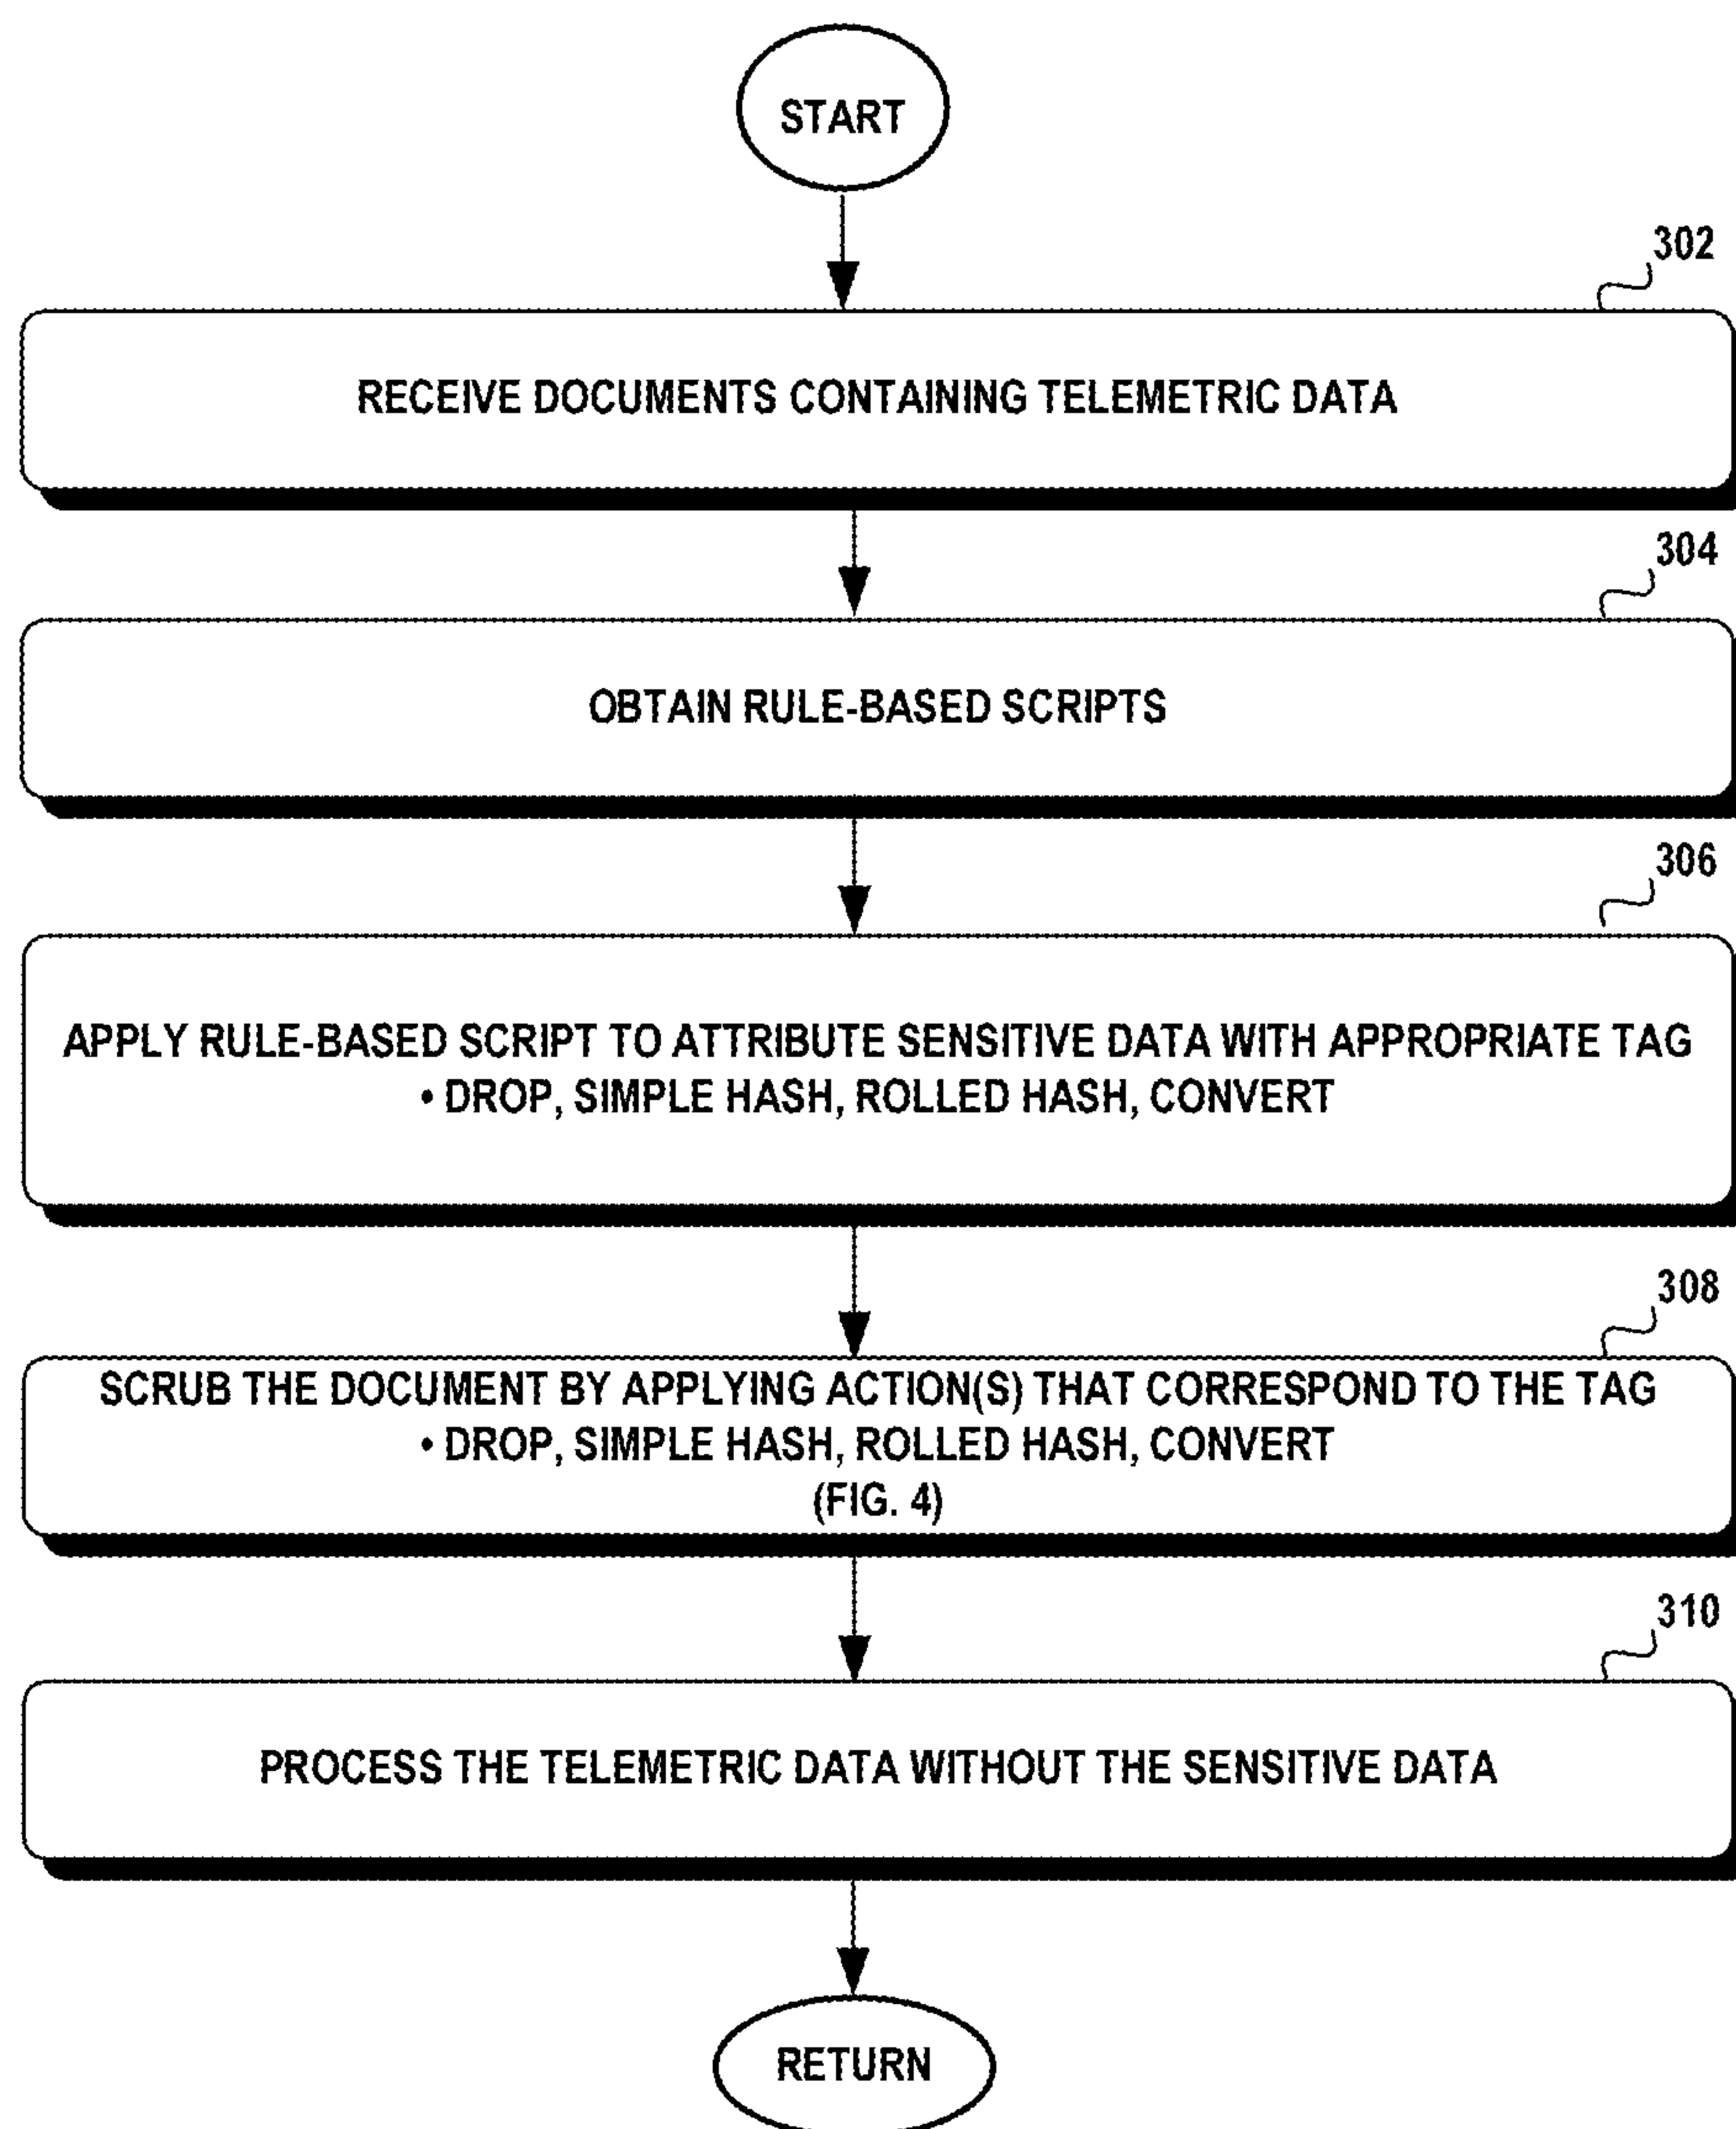 START
302
RECEIVE DOCUMENTS CONTAINING TELEMETRIC DATA
304
OBTAIN RULE-BASED SCRIPTS
306
APPLY RULE-BASED SCRIPT TO ATTRIBUTE SENSITIVE DATA WITH APPROPRIATE TAG
• DROP, SIMPLE HASH, ROLLED HASH, CONVERT
308
SCRUB THE DOCUMENT BY APPLYING ACTION(S) THAT CORRESPOND TO THE TAG
• DROP, SIMPLE HASH, ROLLED HASH, CONVERT
(FIG. 4)
310
PROCESS THE TELEMETRIC DATA WITHOUT THE SENSITIVE DATA
RETURN